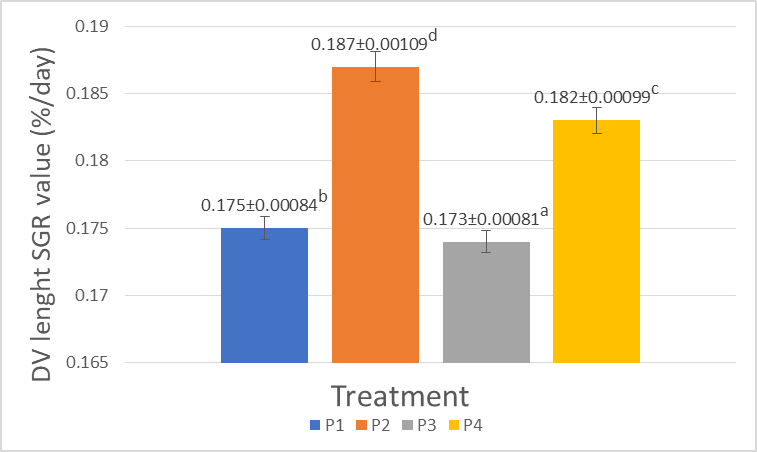 0.19
0.185
0.18
0.175
0.17
0.165
DV lenght SGR value (%/day)
0.175±0.00084b
0.187±0.00109d
0.173±0.00081a
0.182±0.00099c
Treatment
P1 P2 P3 P4